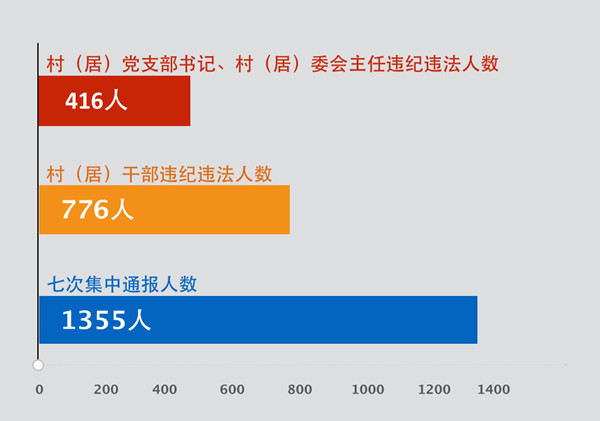 村（居）党支部书记、村（居）委会主任违纪违法人数
416人
村（居）干部违纪违法人数
776人
七次集中通报人数
1355人
0 200 400 600 800 1000 1200 1400